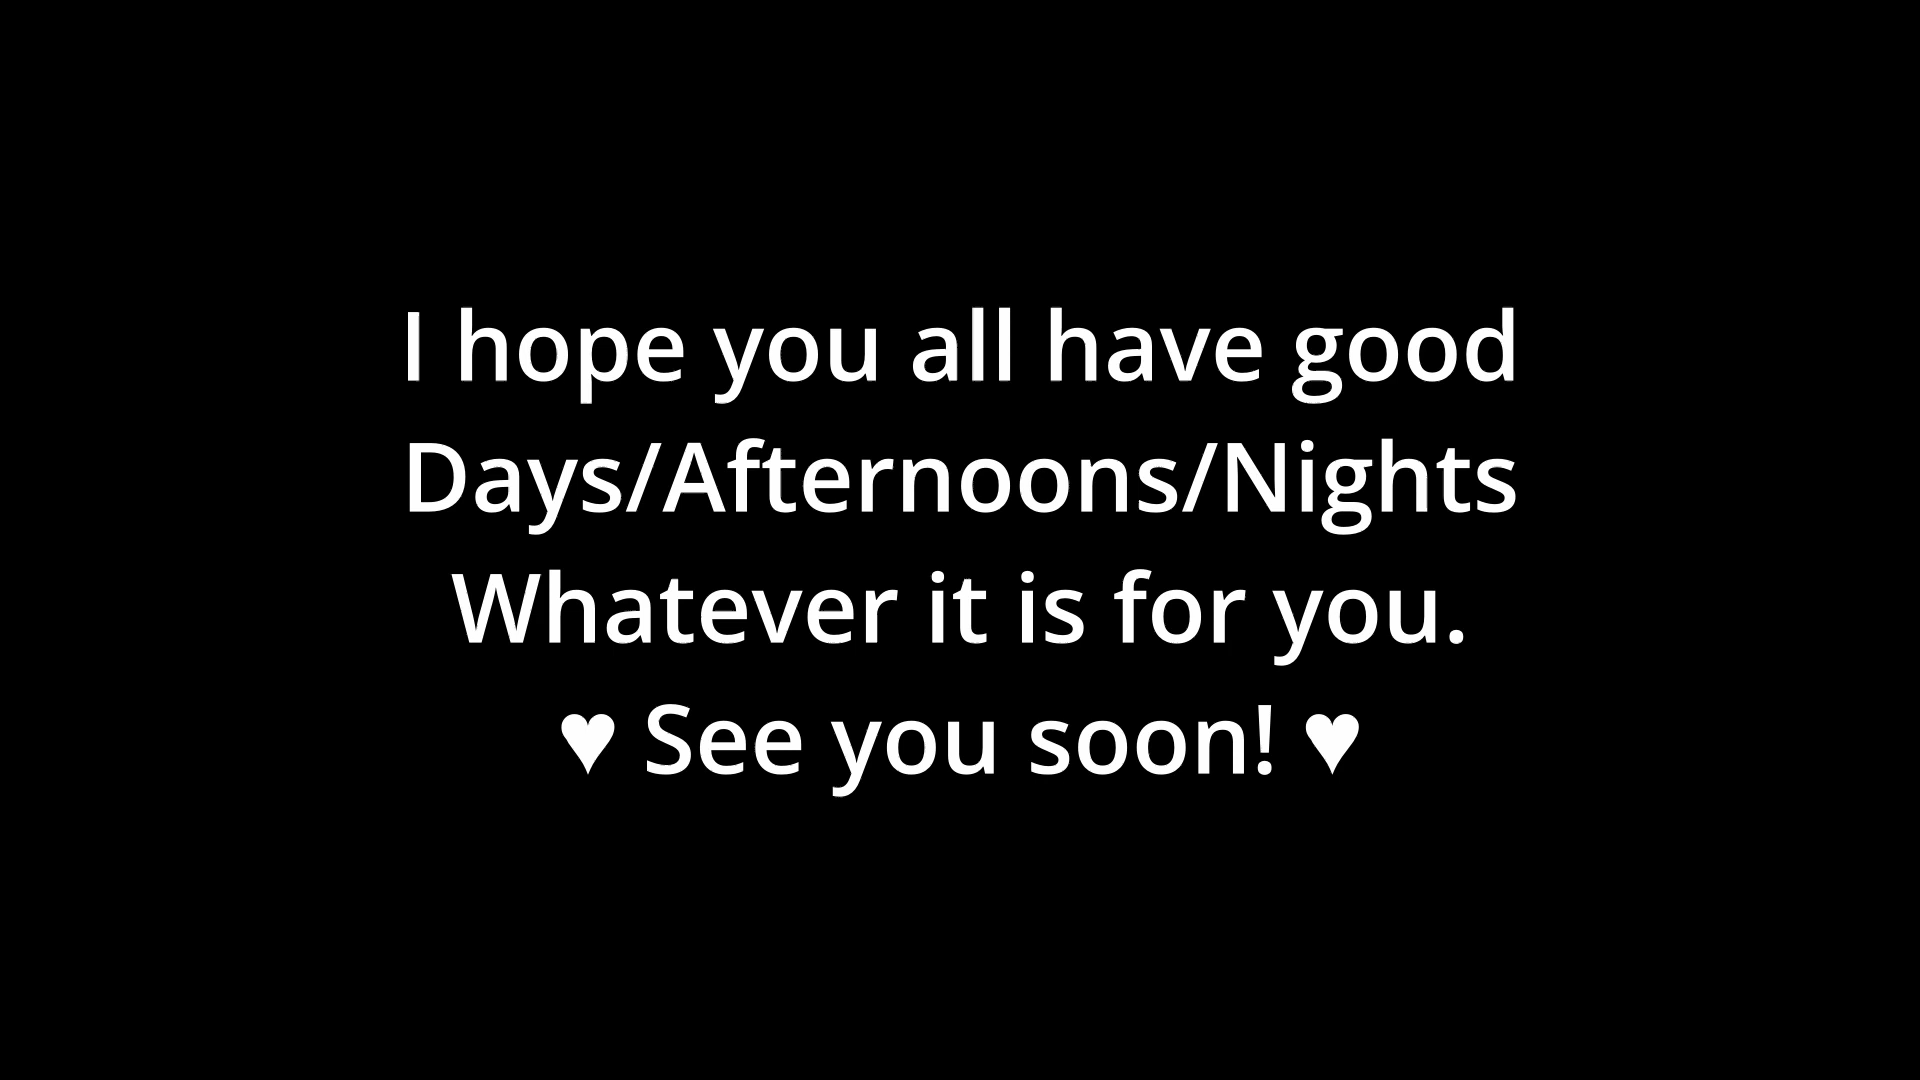 I hope you all have good
Days/Afternoons/Nights
Whatever it is for you.
♥ See you soon! ♥